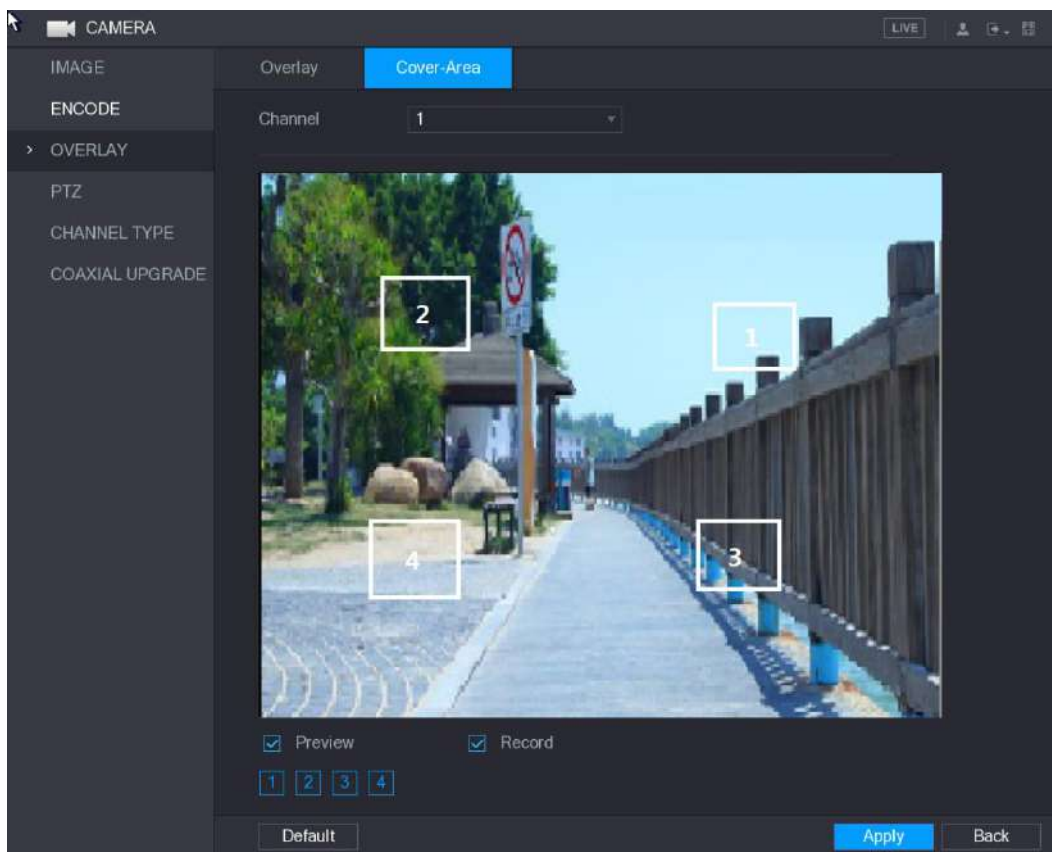 CAMERA LIVE
IMAGE
ENCODE
OVERLAY
PTZ
CHANNEL TYPE
COAXIAL UPGRADE
Overlay Cover-Area
Channel 1
2
1
4
3
Preview Record
1 2 3 4
Default Apply Back